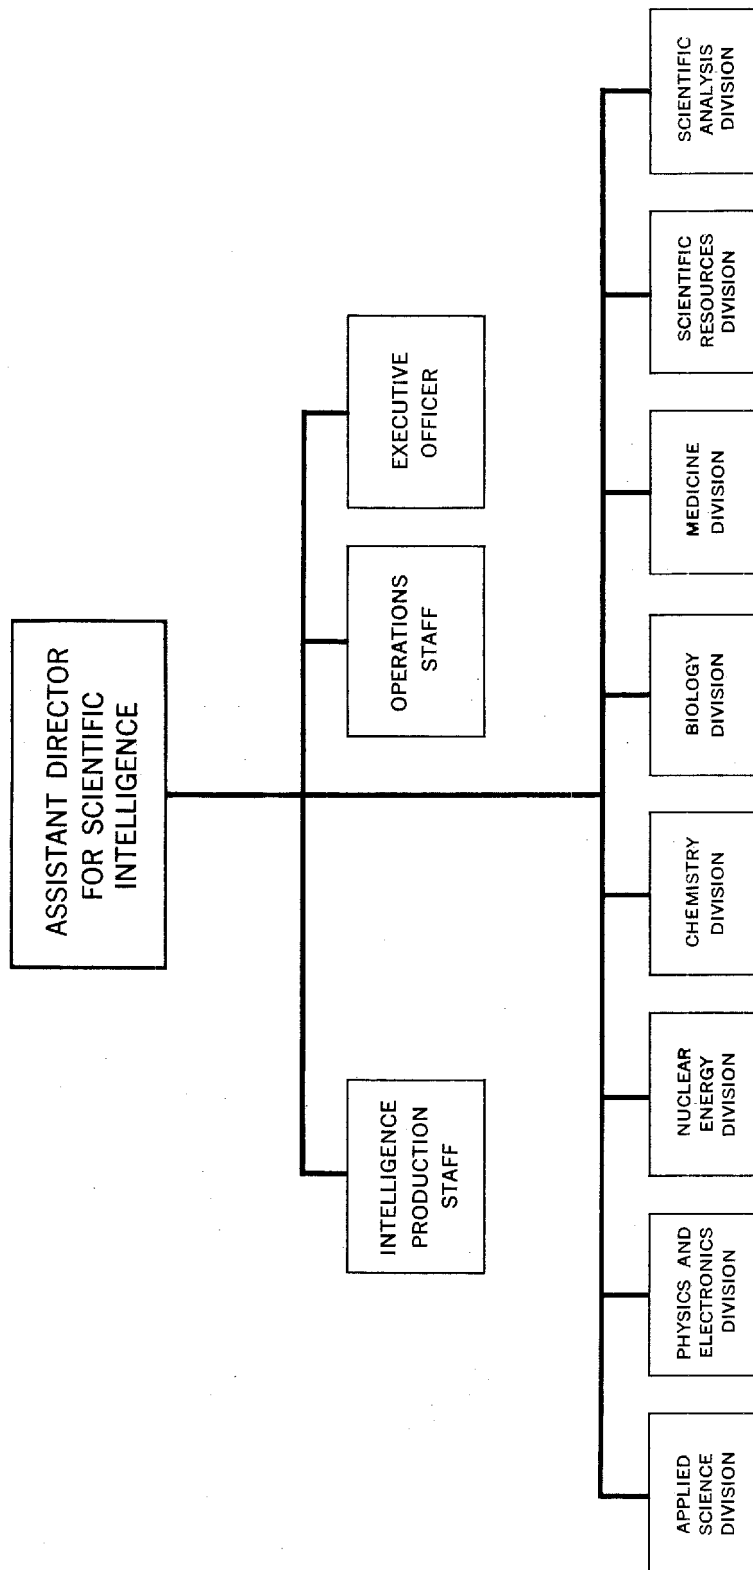 ASSISTANT DIRECTOR
FOR SCIENTIFIC
INTELLIGENCE
INTELLIGENCE
PRODUCTION
STAFF
OPERATIONS
STAFF
EXECUTIVE
OFFICER
APPLIED
SCIENCE
DIVISION
PHYSICS AND
ELECTRONICS
DIVISION
NUCLEAR
ENERGY
DIVISION
CHEMISTRY
DIVISION
BIOLOGY
DIVISION
MEDICINE
DIVISION
SCIENTIFIC
RESOURCES
DIVISION
SCIENTIFIC
ANALYSIS
DIVISION